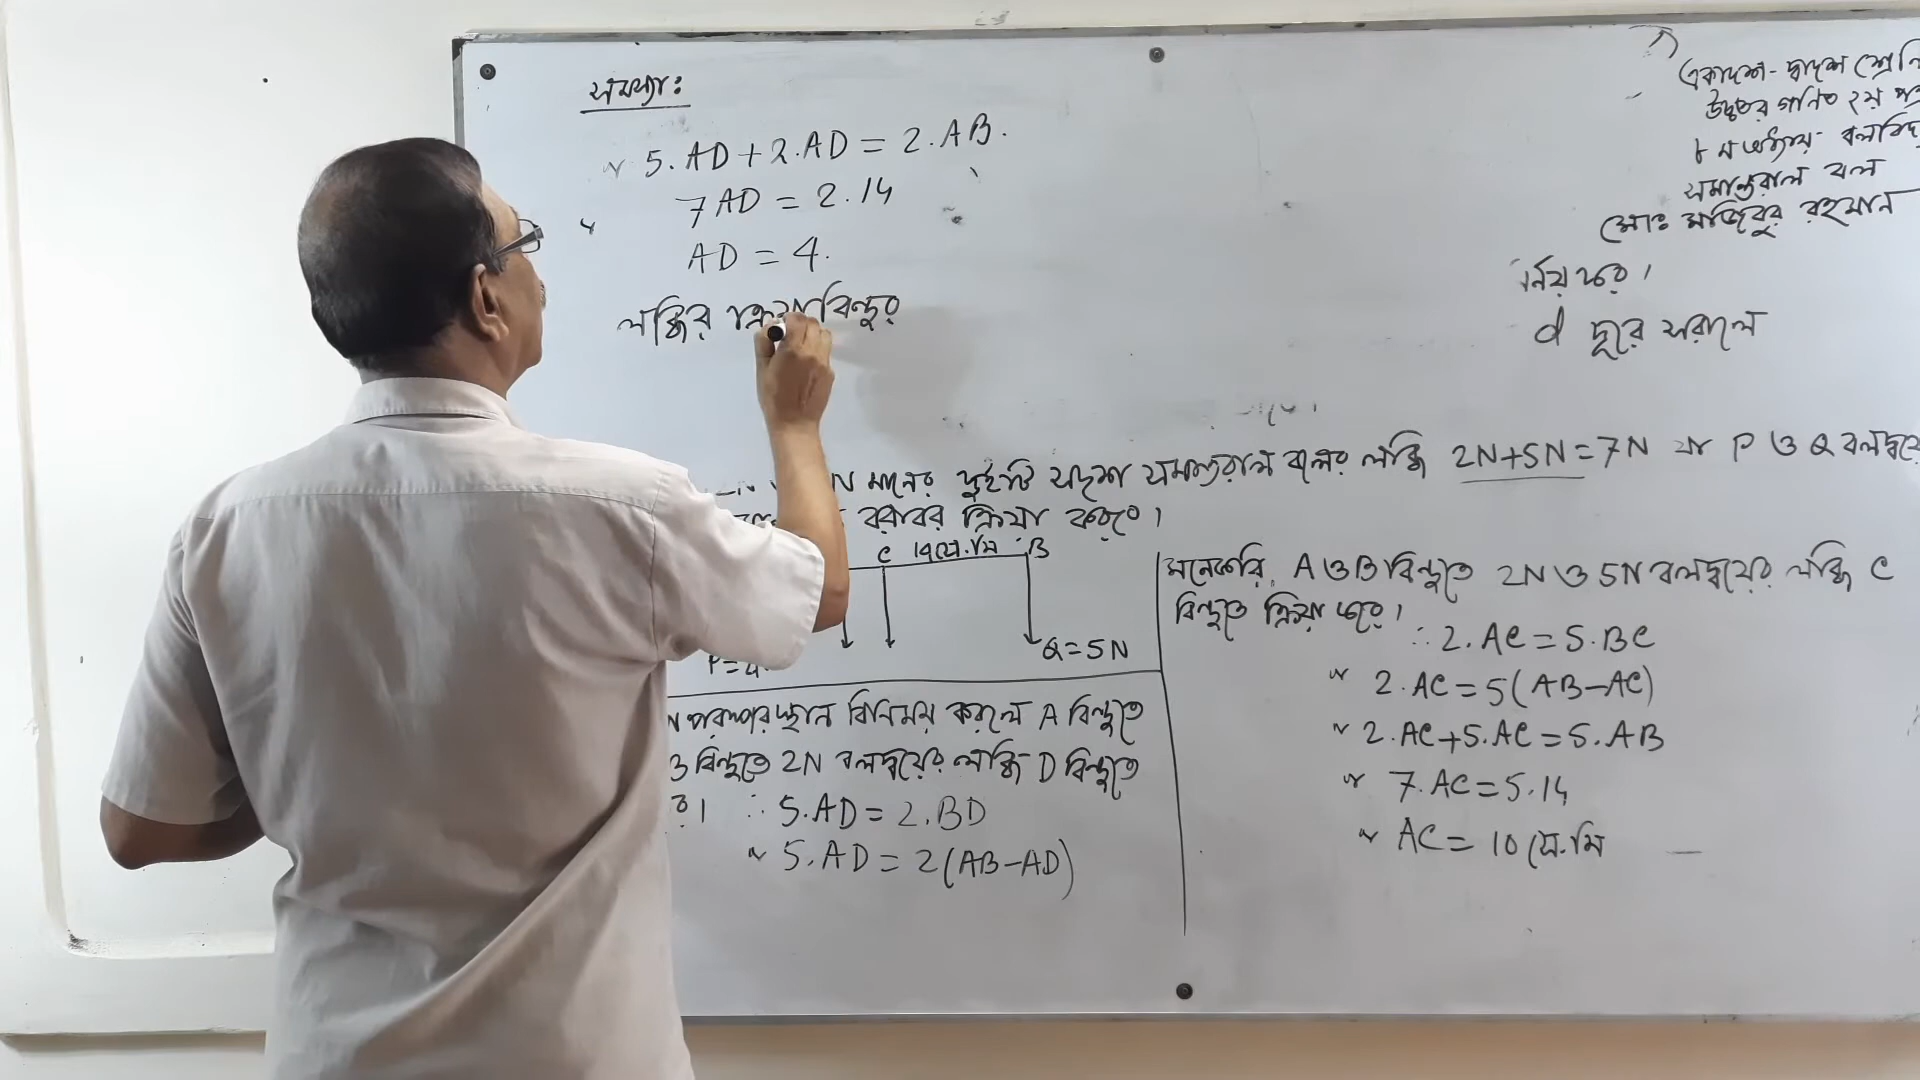 সমস্যাঃ
বা 5.AD+2.AD = 2.AB.
বা 7AD = 2.14
AD = 4.
লব্ধির ক্রিয়াবিন্দুর
একাদশ-দ্বাদশ শ্রেণি
উচ্চতর গণিত ২য় পত্র
৮ম অধ্যায়-
সমান্তরাল বল
মোঃ মজিবুর রহমান
নির্ণয় কর।
d দূরে সরালে
N মানের দুইটি সদৃশ সমান্তরাল বলের লব্ধি 2N+5N=7N যা P ও Q বলদ্বয়ে
বরাবর ক্রিয়া করবে।
C 14সে.মি B
Q=5N
P=2
মনেকরি, A ও B বিন্দুতে 2N ও 5N বলদ্বয়ের লব্ধি C
বিন্দুতে ক্রিয়া করে।
∴ 2.AC = 5.BC
বা 2.AC = 5(AB-AC)
বা 2.AC+5.AC = 5.AB
বা 7.AC = 5.14
বা AC = 10 সে.মি
N পরস্পর স্থান বিনিময় করলে A বিন্দুতে
B বিন্দুতে 2N বলদ্বয়ের লব্ধি D বিন্দুতে
রে। ∴ 5.AD = 2.BD
বা 5.AD = 2(AB-AD)